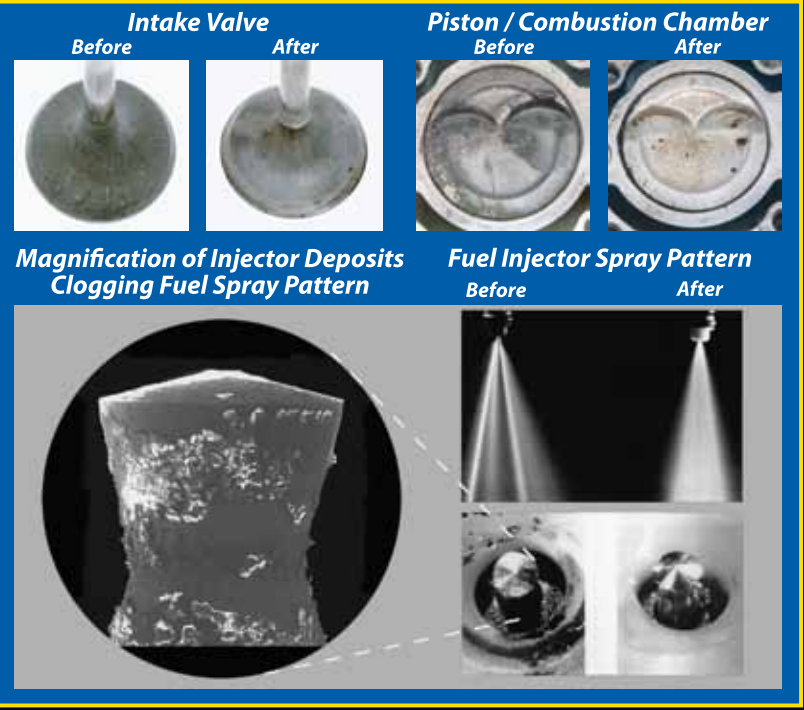 Intake Valve
Before
After
Piston / Combustion Chamber
Before
After
Magnification of Injector Deposits
Clogging Fuel Spray Pattern
Fuel Injector Spray Pattern
Before
After